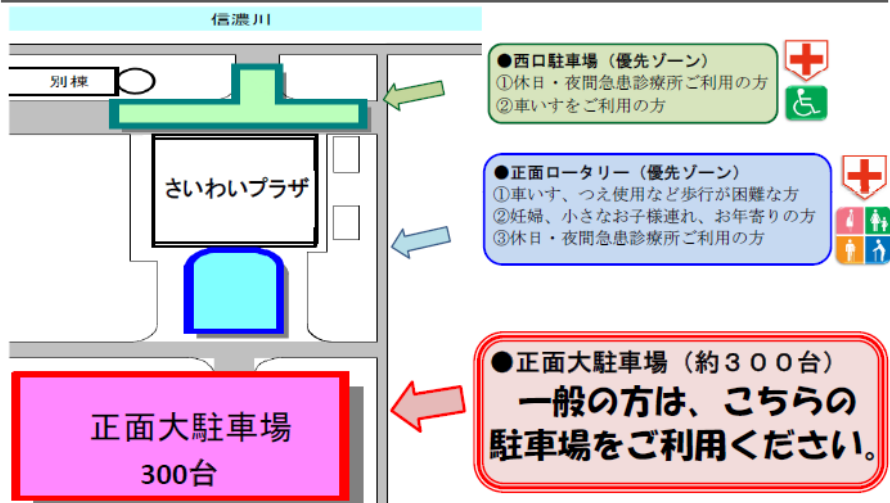 信濃川
別棟
さいわいプラザ
正面大駐車場
300台
●西口駐車場（優先ゾーン）
①休日・夜間急患診療所ご利用の方
②車いすをご利用の方
●正面ロータリー（優先ゾーン）
①車いす、つえ使用など歩行が困難な方
②妊婦、小さなお子様連れ、お年寄りの方
③休日・夜間急患診療所ご利用の方
●正面大駐車場（約３００台）
一般の方は、こちらの
駐車場をご利用ください。